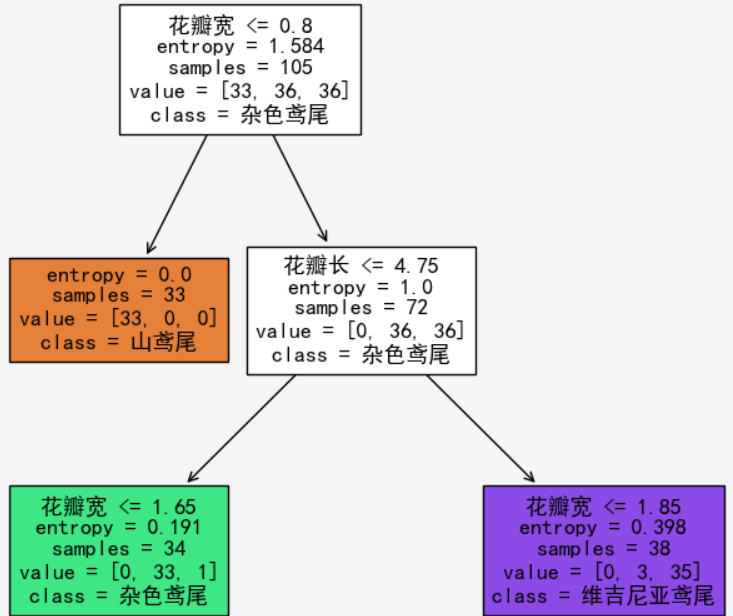 花瓣宽 <= 0.8
entropy = 1.584
samples = 105
value = [33, 36, 36]
class = 杂色鸢尾
entropy = 0.0
samples = 33
value = [33, 0, 0]
class = 山鸢尾
花瓣长 <= 4.75
entropy = 1.0
samples = 72
value = [0, 36, 36]
class = 杂色鸢尾
花瓣宽 <= 1.65
entropy = 0.191
samples = 34
value = [0, 33, 1]
class = 杂色鸢尾
花瓣宽 <= 1.85
entropy = 0.398
samples = 38
value = [0, 3, 35]
class = 维吉尼亚鸢尾